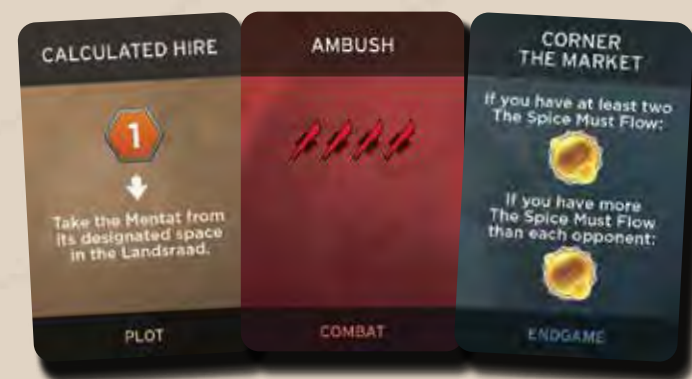 CALCULATED HIRE
1
Take the Mentat from
its designated space
in the Landsraad.
PLOT
AMBUSH
COMBAT
CORNER
THE MARKET
If you have at least two
The Spice Must Flow:
If you have more
The Spice Must Flow
than each opponent:
ENDGAME